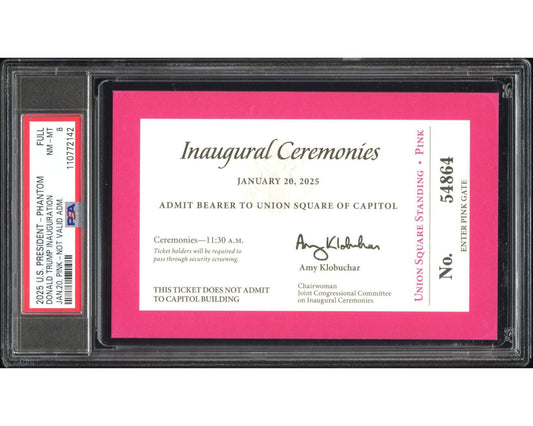 2025 U.S. PRESIDENT - PHANTOM
DONALD TRUMP INAUGURATION
JAN.20, PINK - NOT VALID ADM
FULL
NM - MT 8
110772142
PSA
Inaugural Ceremonies
JANUARY 20, 2025
ADMIT BEARER TO UNION SQUARE OF CAPITOL
Ceremonies—11:30 A.M.
Ticket holders will be required to
pass through security screening.
THIS TICKET DOES NOT ADMIT
TO CAPITOL BUILDING
Amy Klobuchar
Amy Klobuchar
Chairwoman
Joint Congressional Committee
on Inaugural Ceremonies
UNION SQUARE STANDING • PINK
No. 54864
ENTER PINK GATE